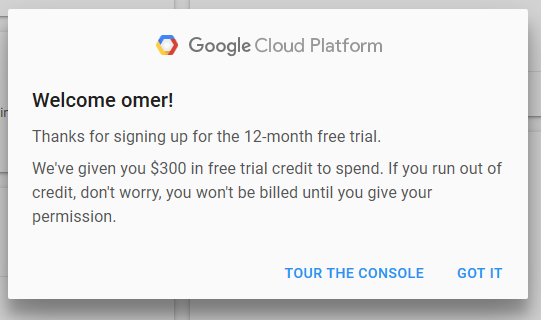 Google Cloud Platform
Welcome omer!
Thanks for signing up for the 12-month free trial.
We've given you $300 in free trial credit to spend. If you run out of
credit, don't worry, you won't be billed until you give your
permission.
TOUR THE CONSOLE GOT IT